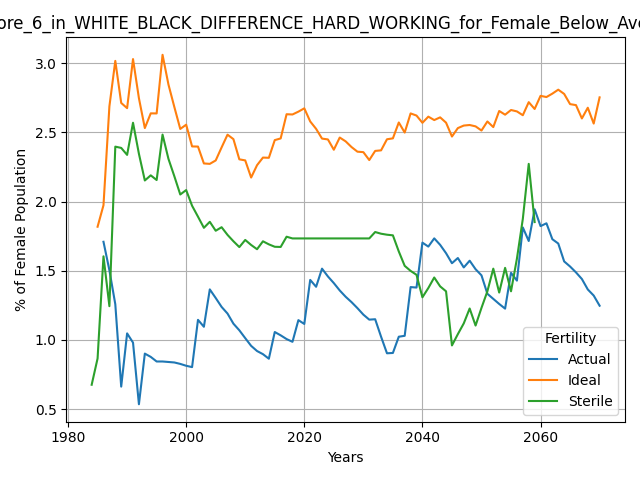 ore_6_in_WHITE_BLACK_DIFFERENCE_HARD_WORKING_for_Female_Below_Ave
3.0
2.5
2.0
1.5
1.0
0.5
% of Female Population
1980
2000
2020
2040
2060
Years
Fertility
Actual
Ideal
Sterile